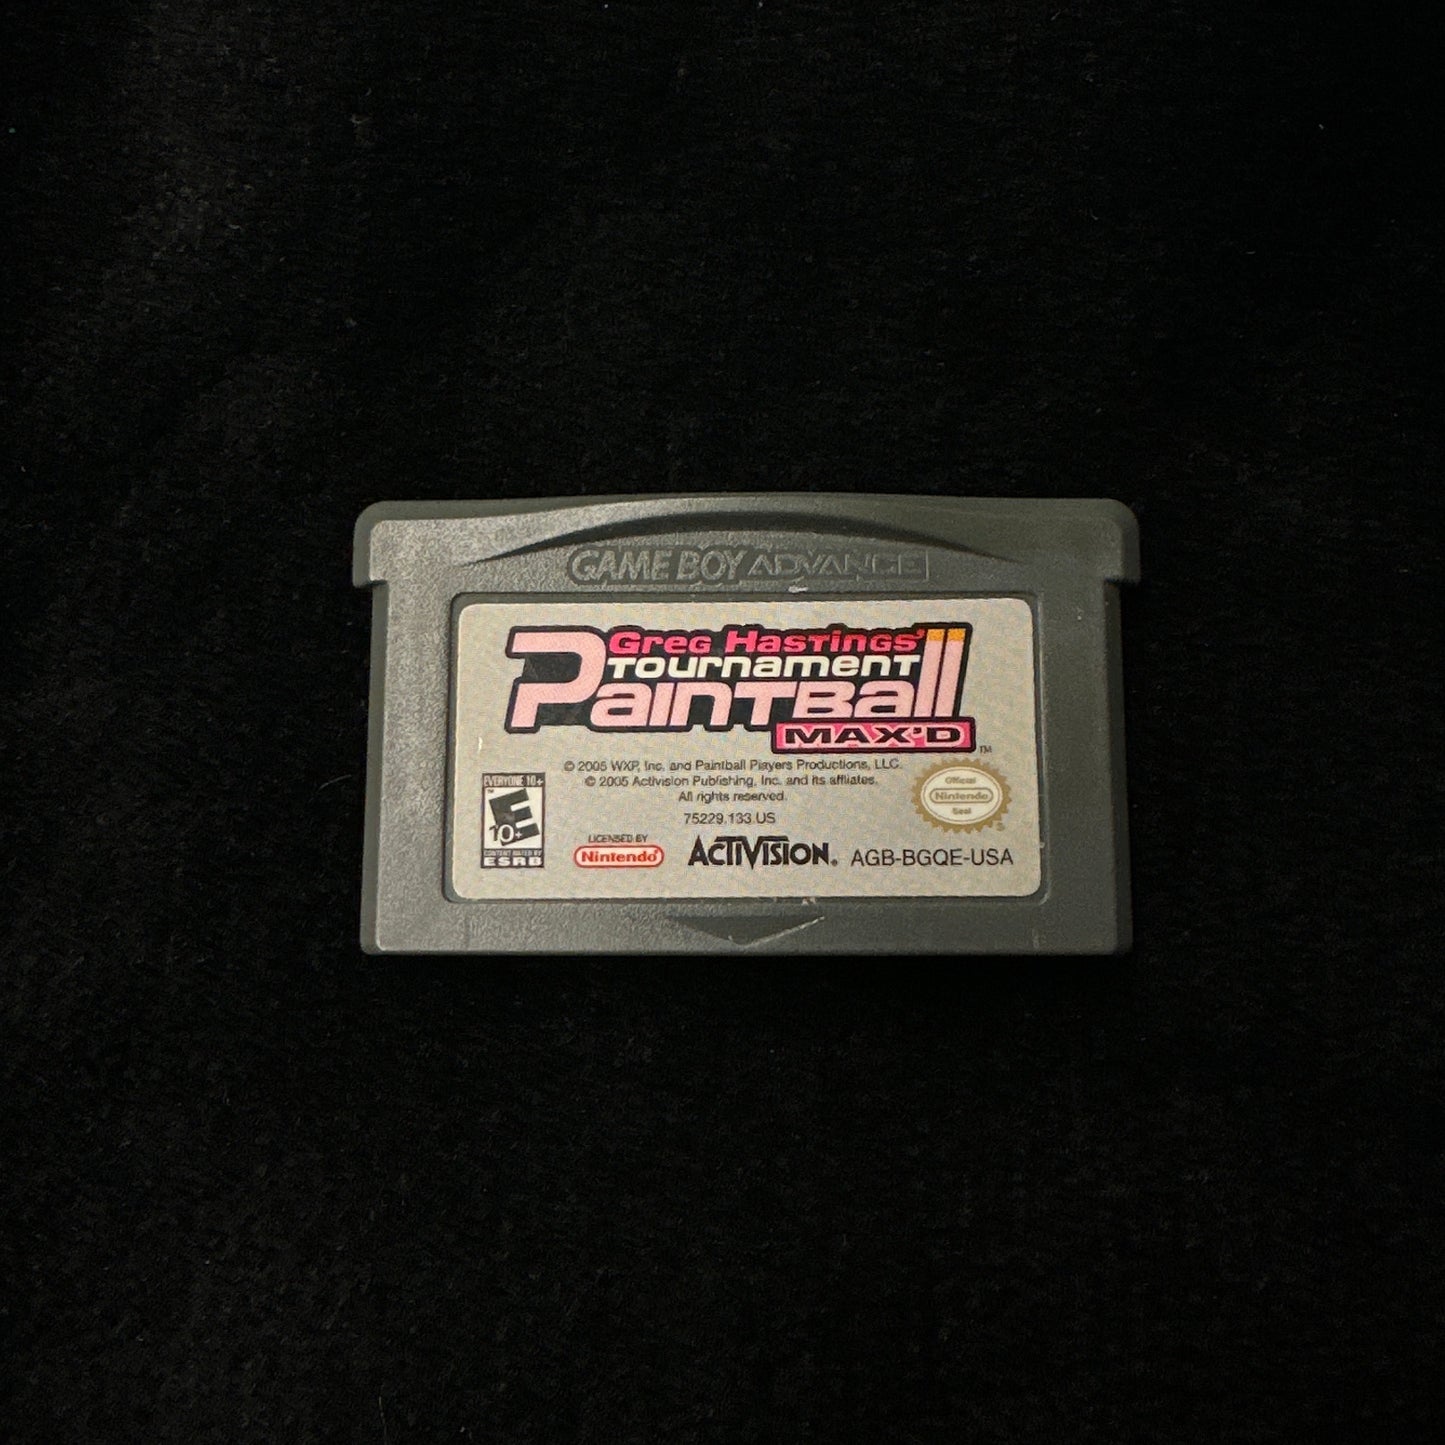 GAME BOY ADVANCE
Greg Hastings'
Tournament
Paintball
MAX'D
TM
© 2005 WXP, Inc. and Paintball Players Productions, LLC.
© 2005 Activision Publishing, Inc. and its affiliates.
All rights reserved.
75229.133.US
EVERYONE 10+
E
10+
CONTENT RATED BY
ESRB
LICENSED BY
Nintendo
ACTIVISION.
AGB-BGQE-USA
Official
Nintendo
Seal